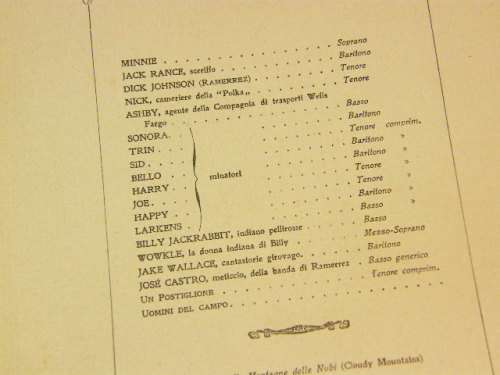 MINNIE . . . . . . . . . . . . . . Soprano
JACK RANCE, sceriffo . . . . . . . . . . Baritono
DICK JOHNSON (RAMERREZ) . . . . . . . . Tenore
NICK, cameriere della "Polka„ . . . . . . . . Tenore
ASHBY, agente della Compagnia di trasporti Wells
Fargo . . . . . . . . . . . . Basso
SONORA. . . . . . . . . . Baritono
TRIN . . . . . . . . . . Tenore comprim.
SID . . . . . . . . . . Baritono »
BELLO . . minatori . . . . . . . . Baritono »
HARRY . . . . . . . . . . Tenore »
JOE . . . . . . . . . . . Tenore »
HAPPY . . . . . . . . . . Baritono »
LARKENS . . . . . . . . . Basso »
BILLY JACKRABBIT, indiano pellirosse . . . . . . Basso
WOWKLE, la donna indiana di Billy . . . . . . Mezzo-Soprano
JAKE WALLACE, cantastorie girovago. . . . . . . Baritono
JOSÉ CASTRO, meticcio, della banda di Ramerrez . Basso generico
UN POSTIGLIONE . . . . . . . . . . . Tenore comprim.
UOMINI DEL CAMPO. . . . . . . . . . .
Montagne delle Nubi (Cloudy Mountains)